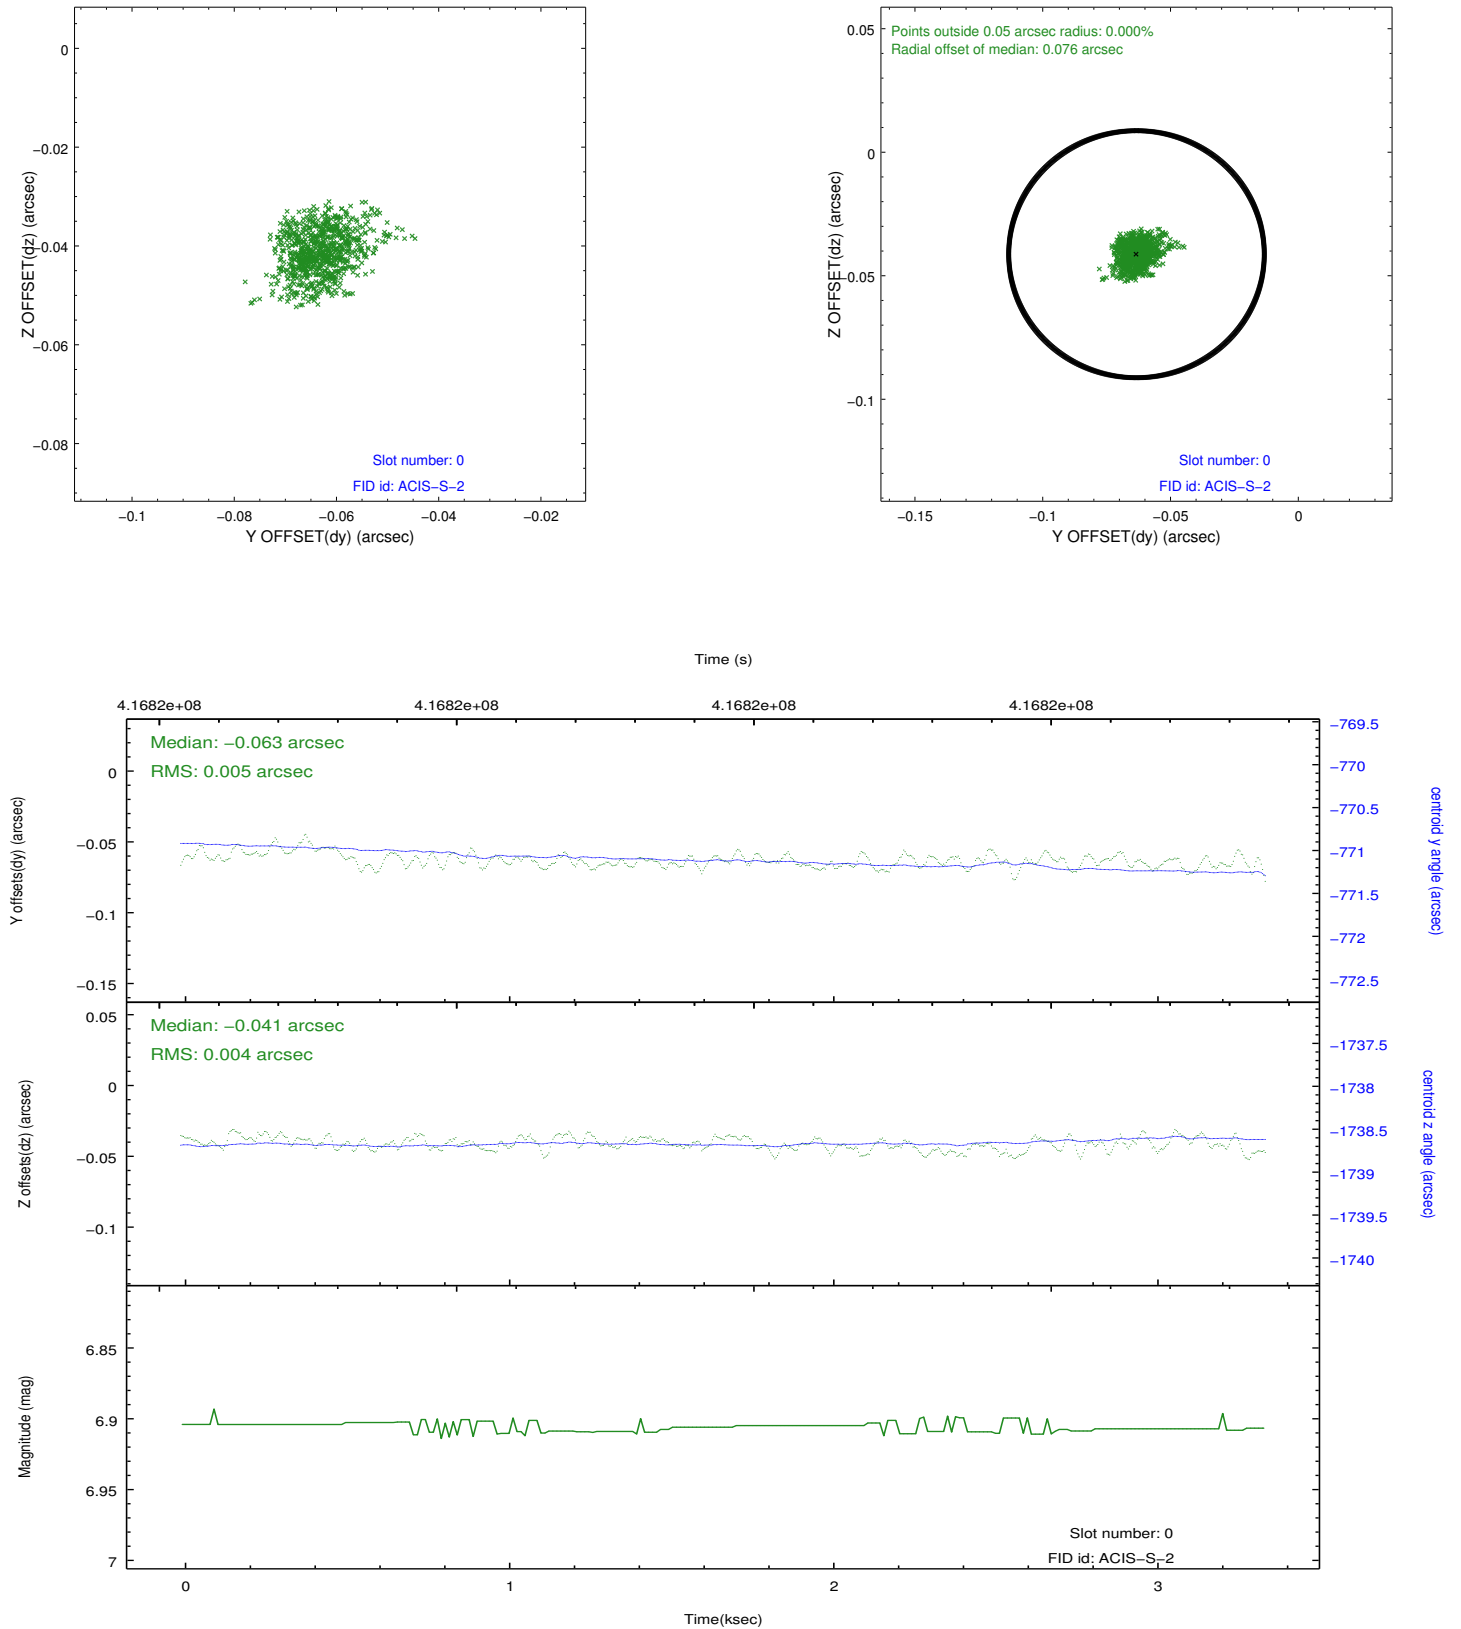 0
−0.02
−0.04
−0.06
−0.08
Z OFFSET(dz) (arcsec)
Slot number: 0
FID id: ACIS−S−2
−0.1
−0.08
−0.06
−0.04
−0.02
Y OFFSET(dy) (arcsec)
Points outside 0.05 arcsec radius: 0.000%
Radial offset of median: 0.076 arcsec
0.05
0
−0.05
−0.1
Z OFFSET(dz) (arcsec)
Slot number: 0
FID id: ACIS−S−2
−0.15
−0.1
−0.05
0
Y OFFSET(dy) (arcsec)
Time (s)
4.1682e+08
4.1682e+08
4.1682e+08
4.1682e+08
Median: −0.063 arcsec
RMS: 0.005 arcsec
0
−0.05
−0.1
−0.15
Y offsets(dy) (arcsec)
−769.5
−770
−770.5
−771
−771.5
−772
−772.5
centroid y angle (arcsec)
Median: −0.041 arcsec
RMS: 0.004 arcsec
0.05
0
−0.05
−0.1
Z offsets(dz) (arcsec)
−1737.5
−1738
−1738.5
−1739
−1739.5
−1740
centroid z angle (arcsec)
6.85
6.9
6.95
7
Magnitude (mag)
Slot number: 0
FID id: ACIS−S−2
0
1
2
3
Time(ksec)